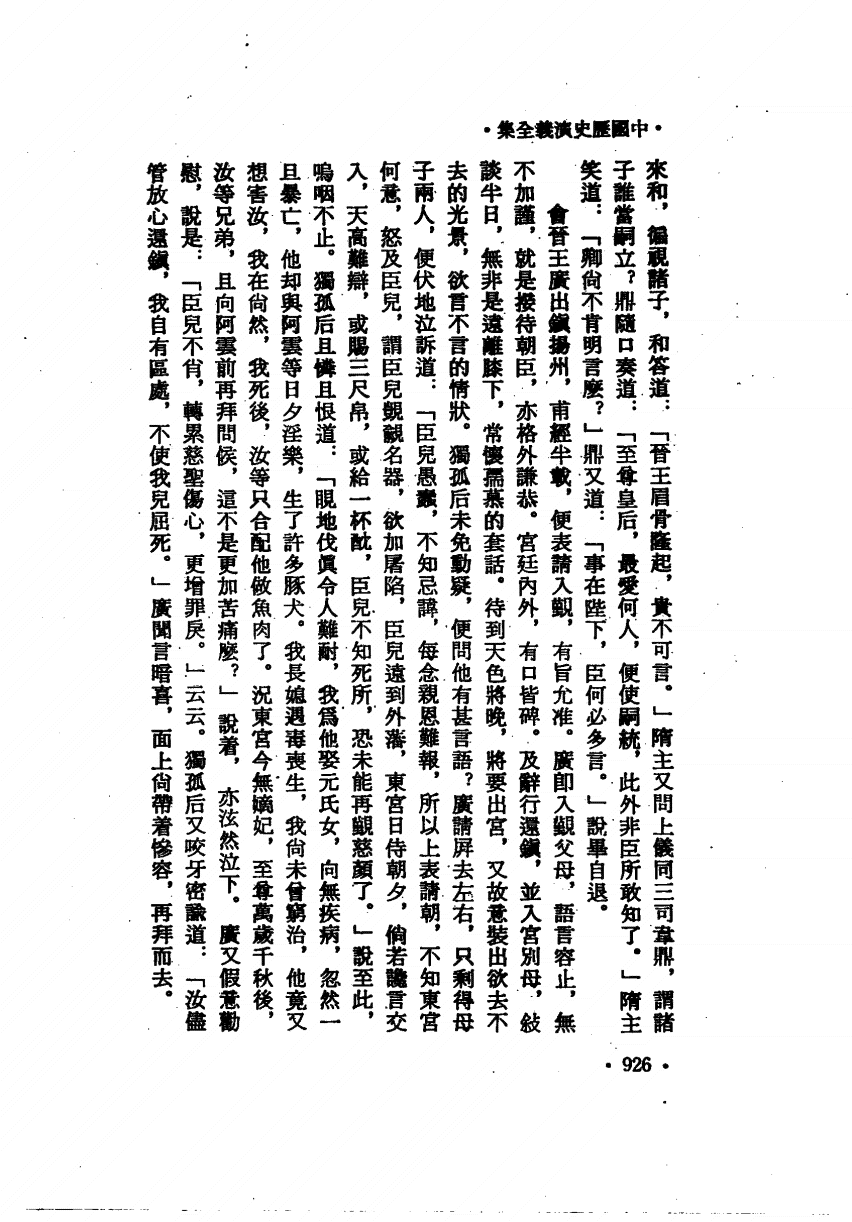 •中國歷史演義全集•
來和，徧視諸子，和答道：「晉王眉骨隆起，貴不可言。」隋主又問上儀同三司韋鼎，謂諸
子誰當嗣立？鼎隨口奏道：「至尊皇后，最愛何人，便使嗣統，此外非臣所敢知了。」隋主
笑道：「卿尙不肯明言麼？」鼎又道：「事在陛下，臣何必多言。」說畢自退。
會晉王廣出鎭揚州，甫經半載，便表請入覲，有旨允准。廣卽入覲父母，語言容止，無
不加謹，就是接待朝臣，亦格外謙恭。宮廷內外，有口皆碑。及辭行還鎭，並入宮別母，敍
談半日，無非是遠離膝下，常懷孺慕的套話。待到天色將晚，將要出宮，又故意裝出欲去不
去的光景，欲言不言的情狀。獨孤后未免動疑，便問他有甚言語？廣請屏去左右，只剩得母
子兩人，便伏地泣訴道：「臣兒愚蠢，不知忌諱，每念親恩難報，所以上表請朝，不知東宮
何意，怒及臣兒，謂臣兒覬覦名器，欲加屠陷，臣兒遠到外藩，東宮日侍朝夕，倘若讒言交
入，天高難辯，或賜三尺帛，或給一杯酖，臣兒不知死所，恐未能再覲慈顏了。」說至此，
嗚咽不止。獨孤后且憐且恨道：「睍地伐眞令人難耐，我爲他娶元氏女，向無疾病，忽然一
旦暴亡，他却與阿雲等日夕淫樂，生了許多豚犬。我長媳遇毒喪生，我尙未曾窮治，他竟又
想害汝，我在尙然，我死後，汝等只合配他做魚肉了。況東宮今無嫡妃，至尊萬歲千秋後，
汝等兄弟，且向阿雲前再拜問候，這不是更加苦痛麼？」說着，亦泫然泣下。廣又假意勸
慰，說是：「臣兒不肖，轉累慈聖傷心，更增罪戾。」云云。獨孤后又咬牙密諭道：「汝儘
管放心還鎭，我自有區處，不使我兒屈死。」廣聞言暗喜，面上尙帶着慘容，再拜而去。
• 926 •